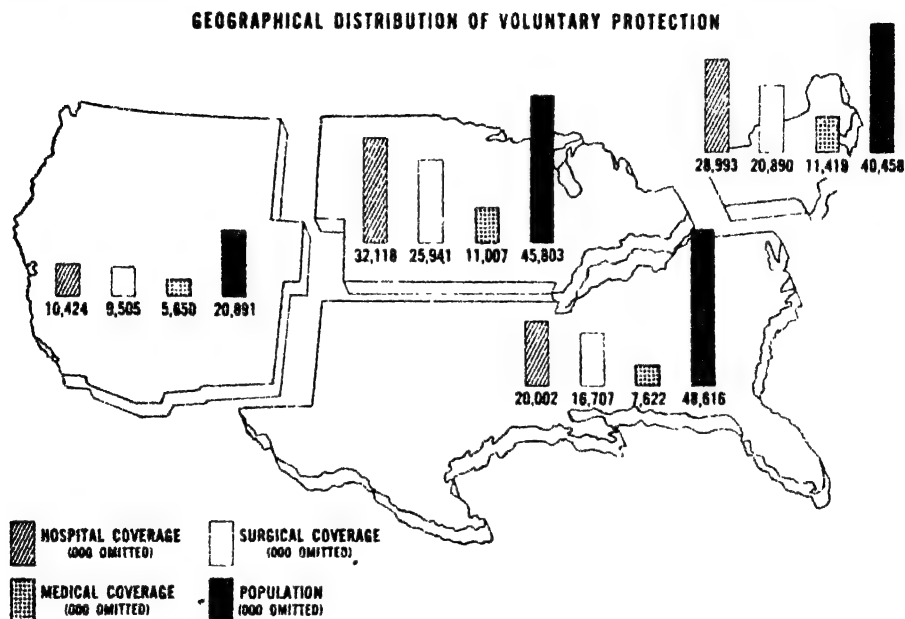 GEOGRAPHICAL DISTRIBUTION OF VOLUNTARY PROTECTION
28,993 20,890 11,419 40,458
32,118 25,941 11,007 45,803
10,424 9,505 5,650 20,891
20,002 16,707 7,622 48,616
HOSPITAL COVERAGE
(000 OMITTED)
SURGICAL COVERAGE
(000 OMITTED)
MEDICAL COVERAGE
(000 OMITTED)
POPULATION
(000 OMITTED)